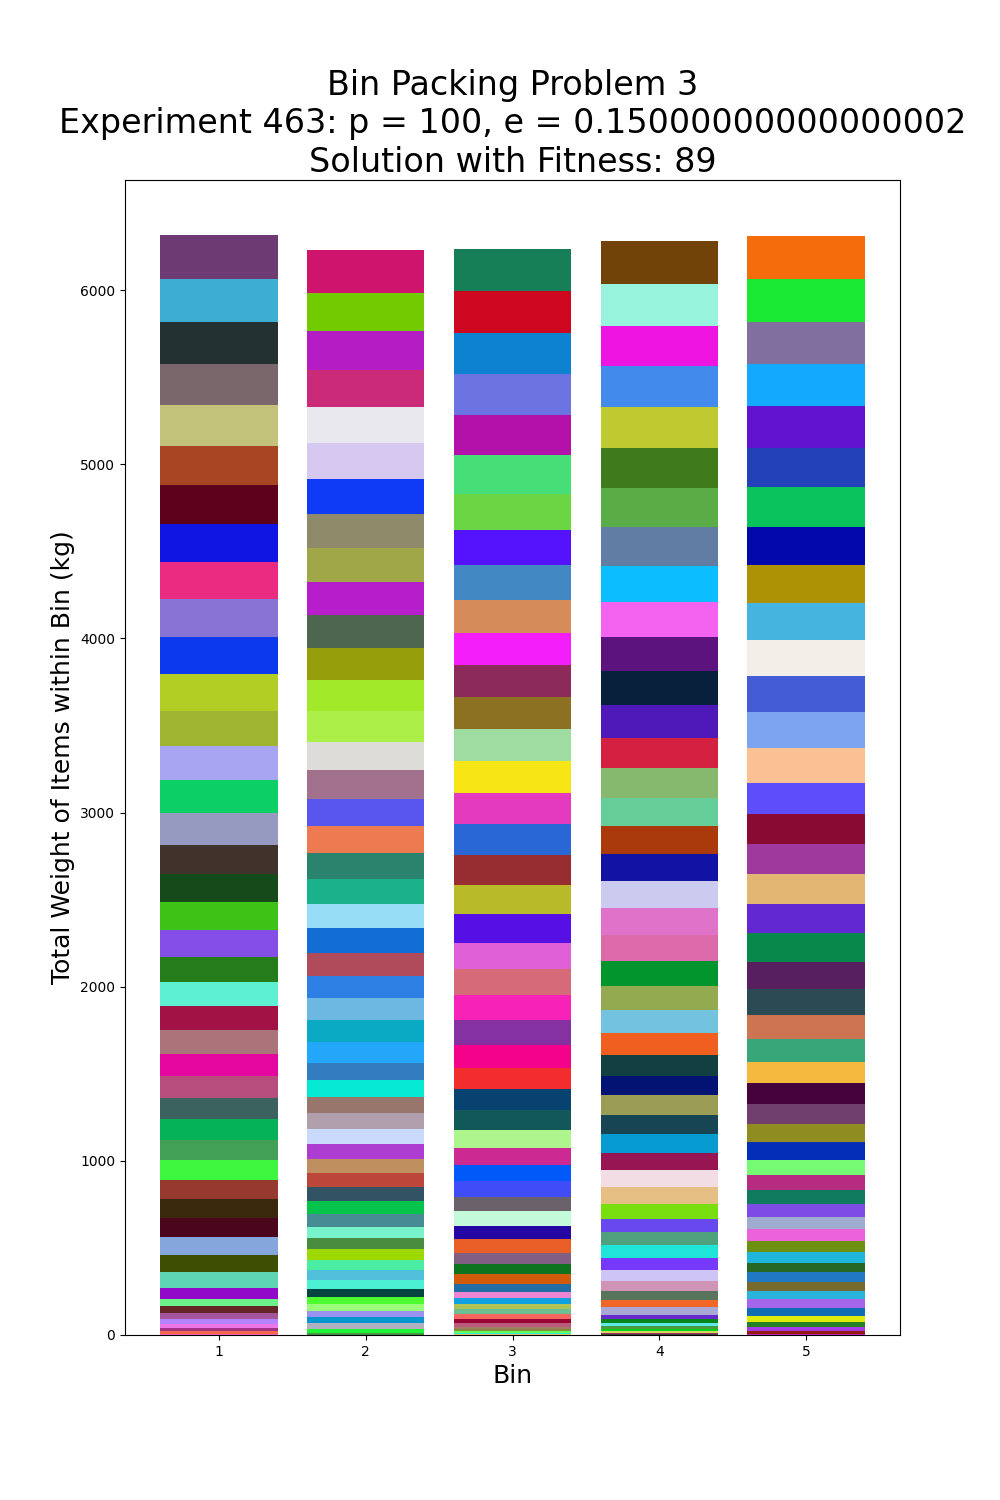 Bin Packing Problem 3
Experiment 463: p = 100, e = 0.15000000000000002
Solution with Fitness: 89
Total Weight of Items within Bin (kg)
6000
5000
4000
3000
2000
1000
0
1 2 3 4 5
Bin